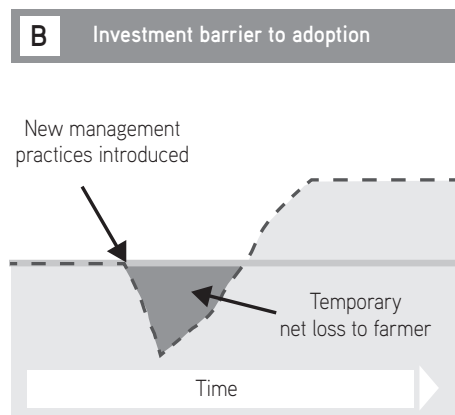 B Investment barrier to adoption
New management
practices introduced
Temporary
net loss to farmer
Time